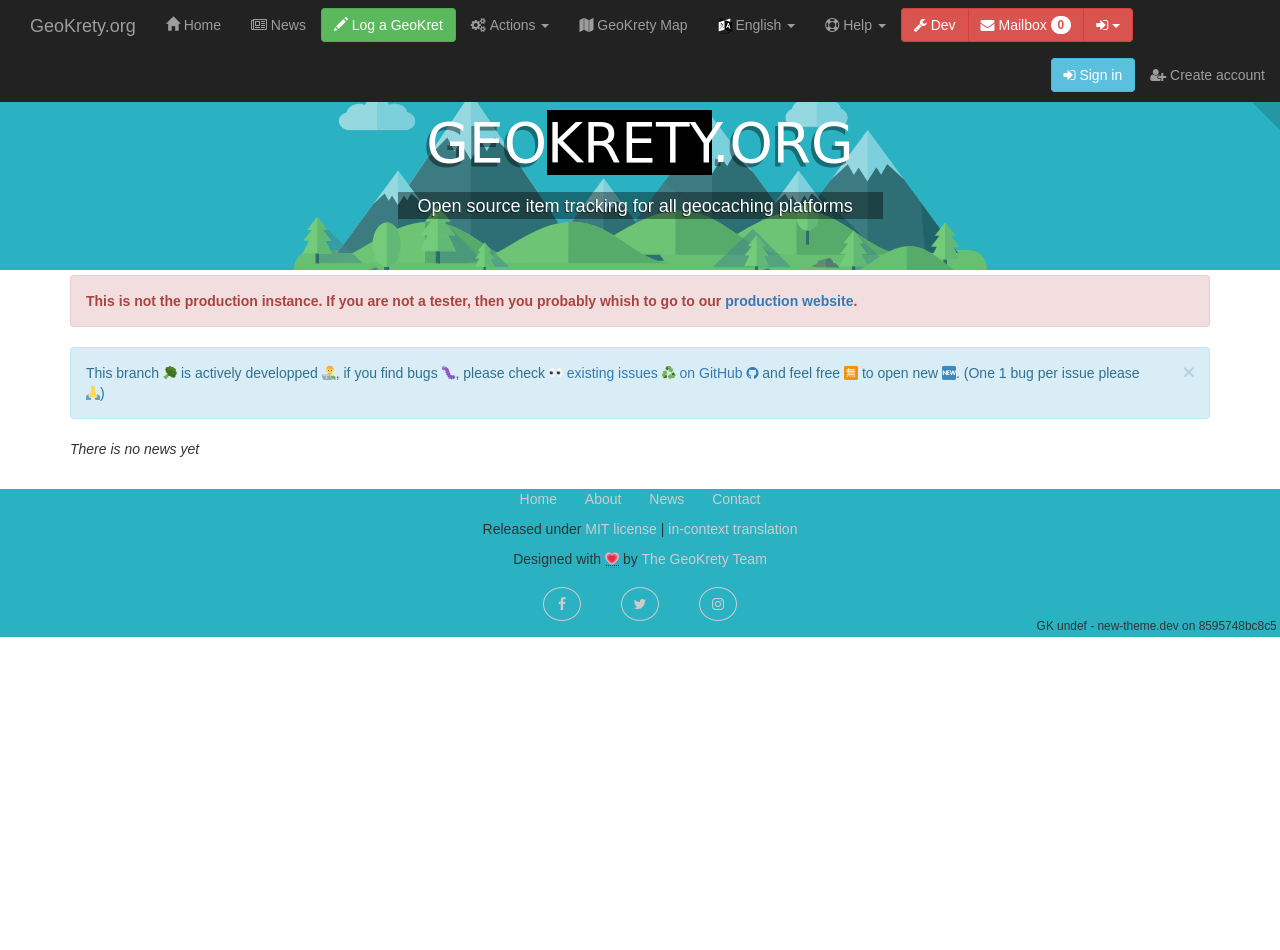 GeoKrety.org Home News Log a GeoKret Actions GeoKrety Map English Help Dev Mailbox 0
Sign in Create account
GEOKRETY.ORG
Open source item tracking for all geocaching platforms
This is not the production instance. If you are not a tester, then you probably whish to go to our production website.
This branch 🥦 is actively developped 👨‍🔬, if you find bugs 🐛, please check 👀 existing issues ♻ on GitHub and feel free 🈚 to open new 🆕. (One 1 bug per issue please ×
🙏)
There is no news yet
Home About News Contact
Released under MIT license | in-context translation
Designed with 💗 by The GeoKrety Team
GK undef - new-theme.dev on 8595748bc8c5